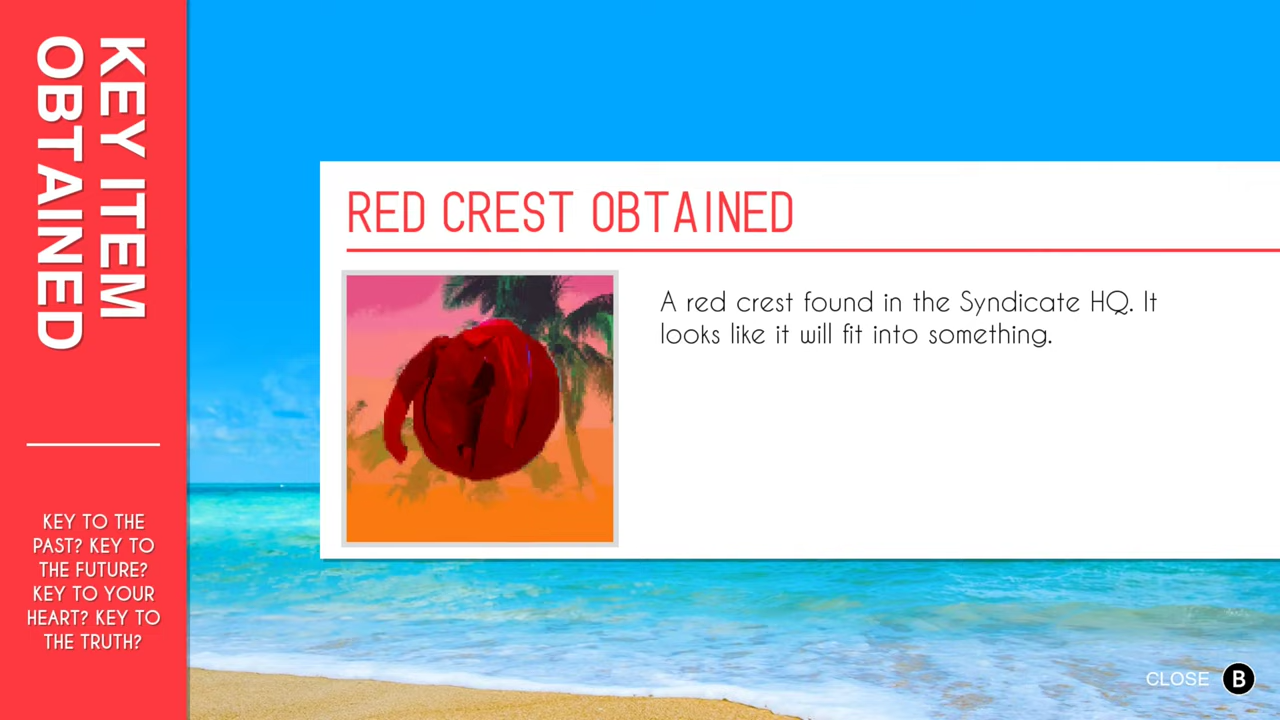 KEY ITEM
OBTAINED
KEY TO THE
PAST? KEY TO
THE FUTURE?
KEY TO YOUR
HEART? KEY TO
THE TRUTH?
RED CREST OBTAINED
A red crest found in the Syndicate HQ. It
looks like it will fit into something.
CLOSE B